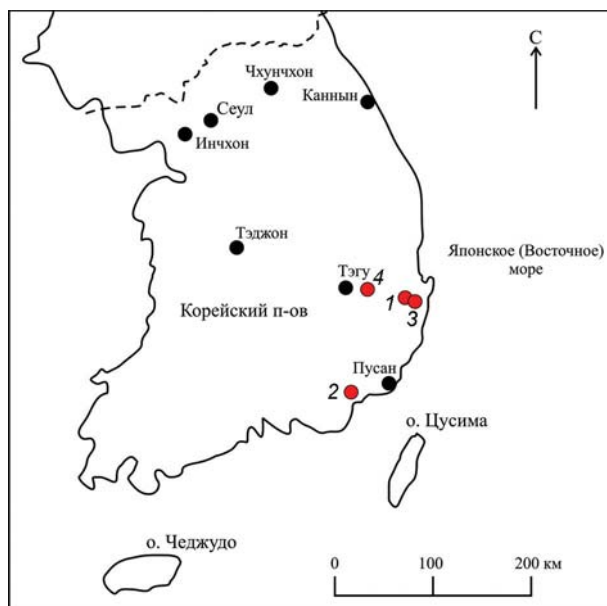 С
Чхунчхон
Каннын
Сеул
Инчхон
Тэджон
Японское (Восточное)
море
Тэгу
4
1
3
Корейский п-ов
Пусан
2
о. Цусима
о. Чеджудо
0 100 200 км